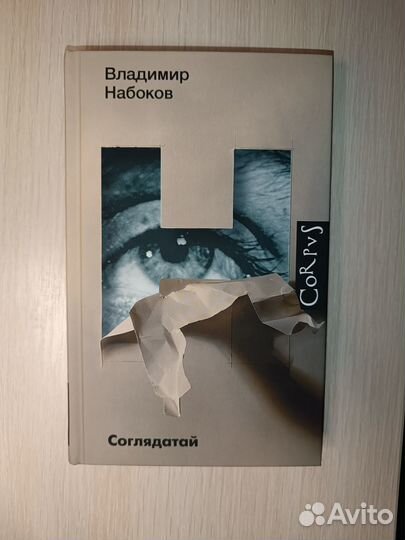 Владимир
Набоков
CORPVS
Соглядатай
Avito